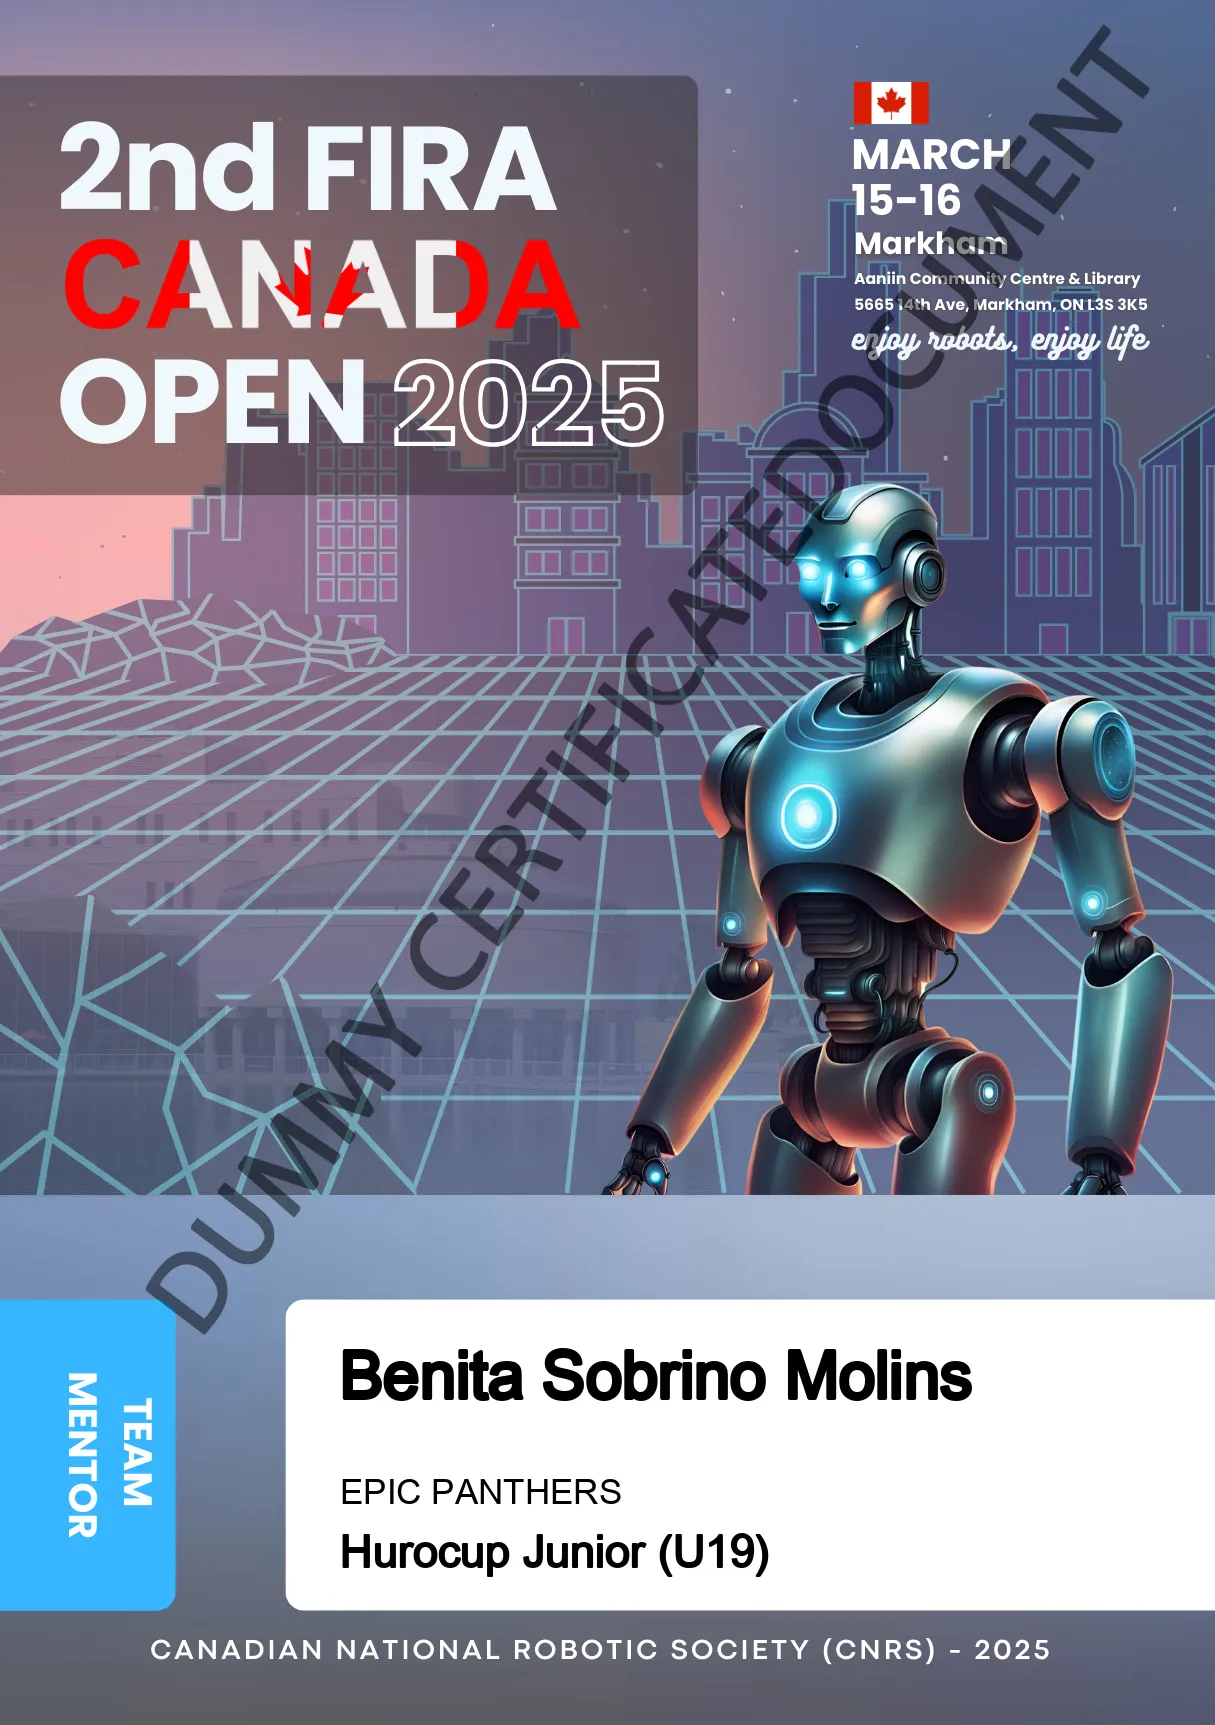 2nd FIRA
CANADA
OPEN 2025
MARCH
15-16
Markham
Aaniin Community Centre & Library
5665 14th Ave, Markham, ON L3S 3K5
enjoy robots, enjoy life
DUMMY CERTIFICATEDOCUMENT
TEAM
MENTOR
Benita Sobrino Molins
EPIC PANTHERS
Hurocup Junior (U19)
CANADIAN NATIONAL ROBOTIC SOCIETY (CNRS) - 2025